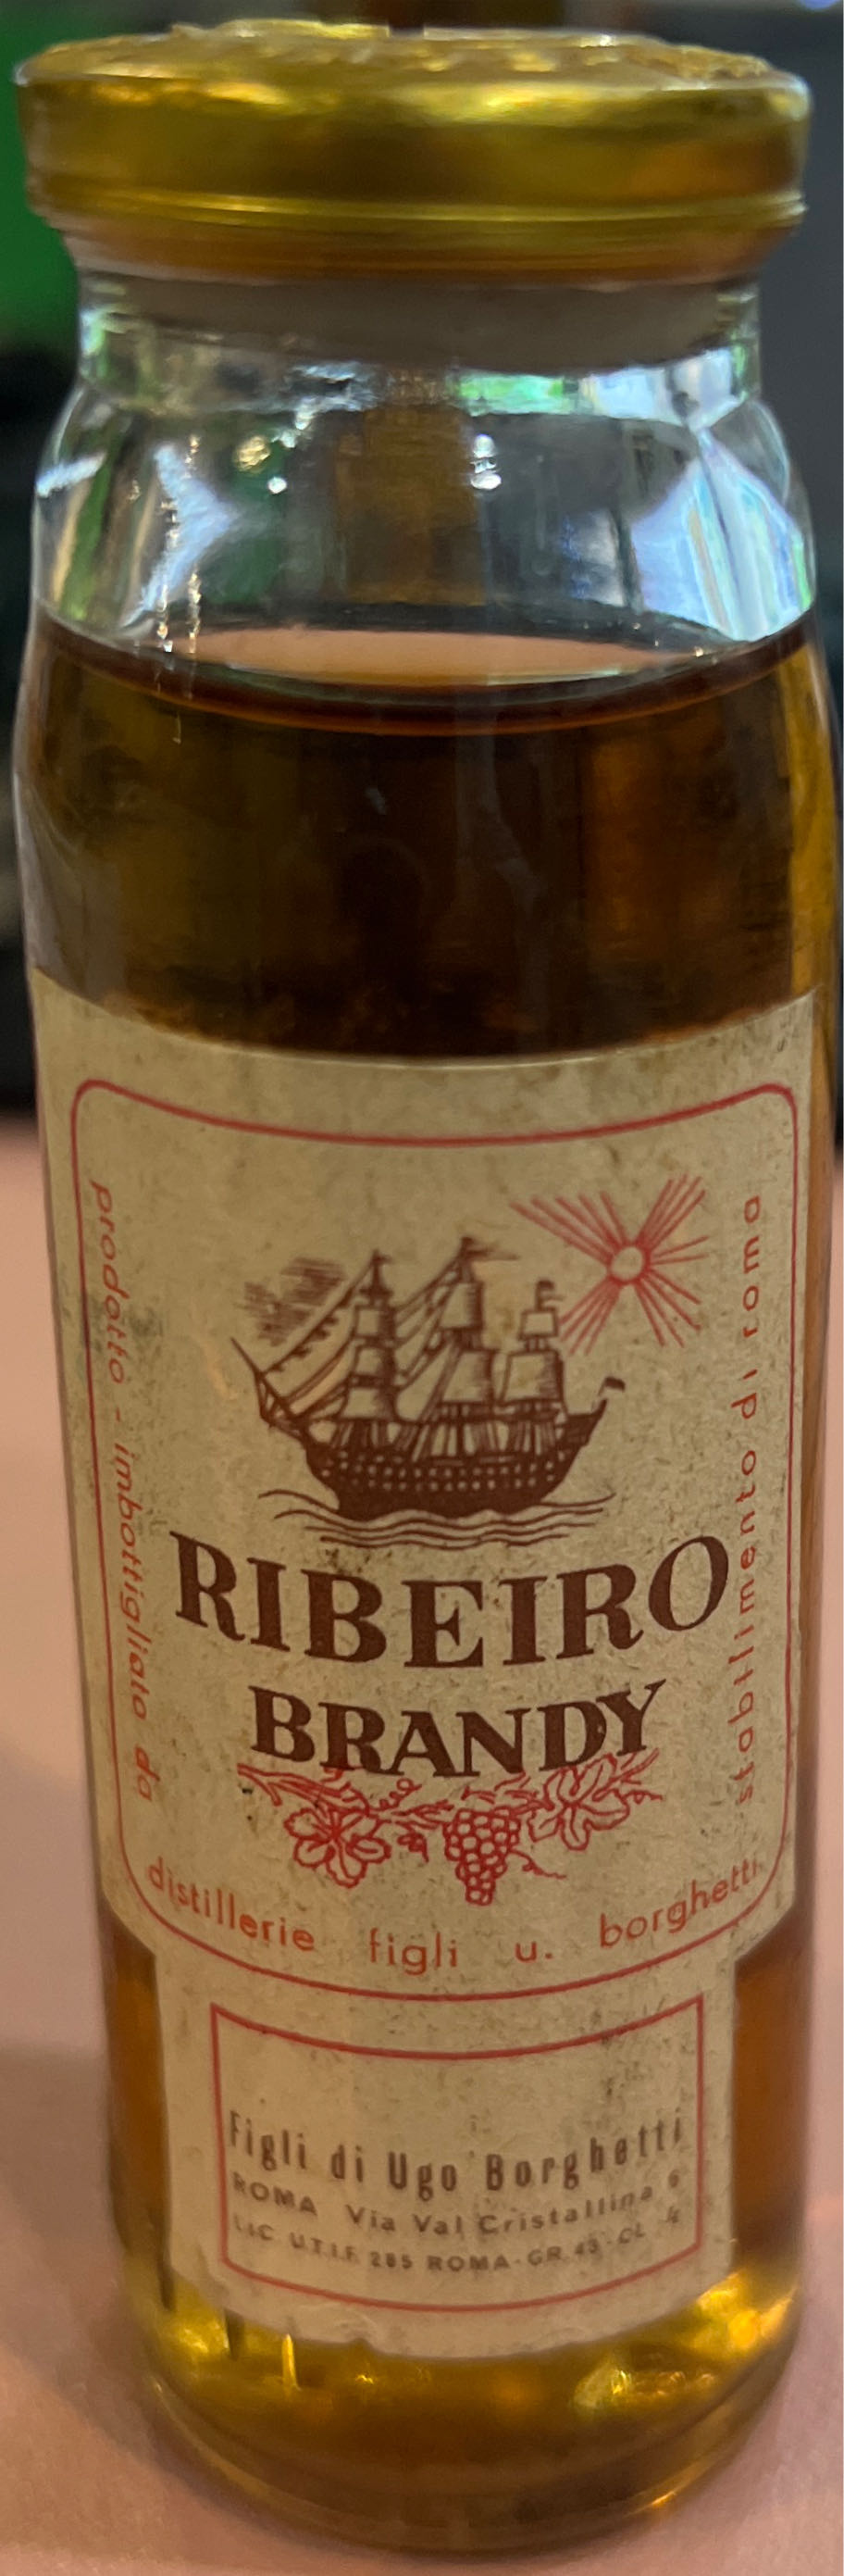 RIBEIRO
BRANDY
prodotto - imbottigliato da
distillerie figli u. borghetti
stabilimento di roma
Figli di Ugo Borghetti
ROMA Via Val Cristallina 6
LIC U.T.I.F. 285 ROMA - GR. 43 - CL 4